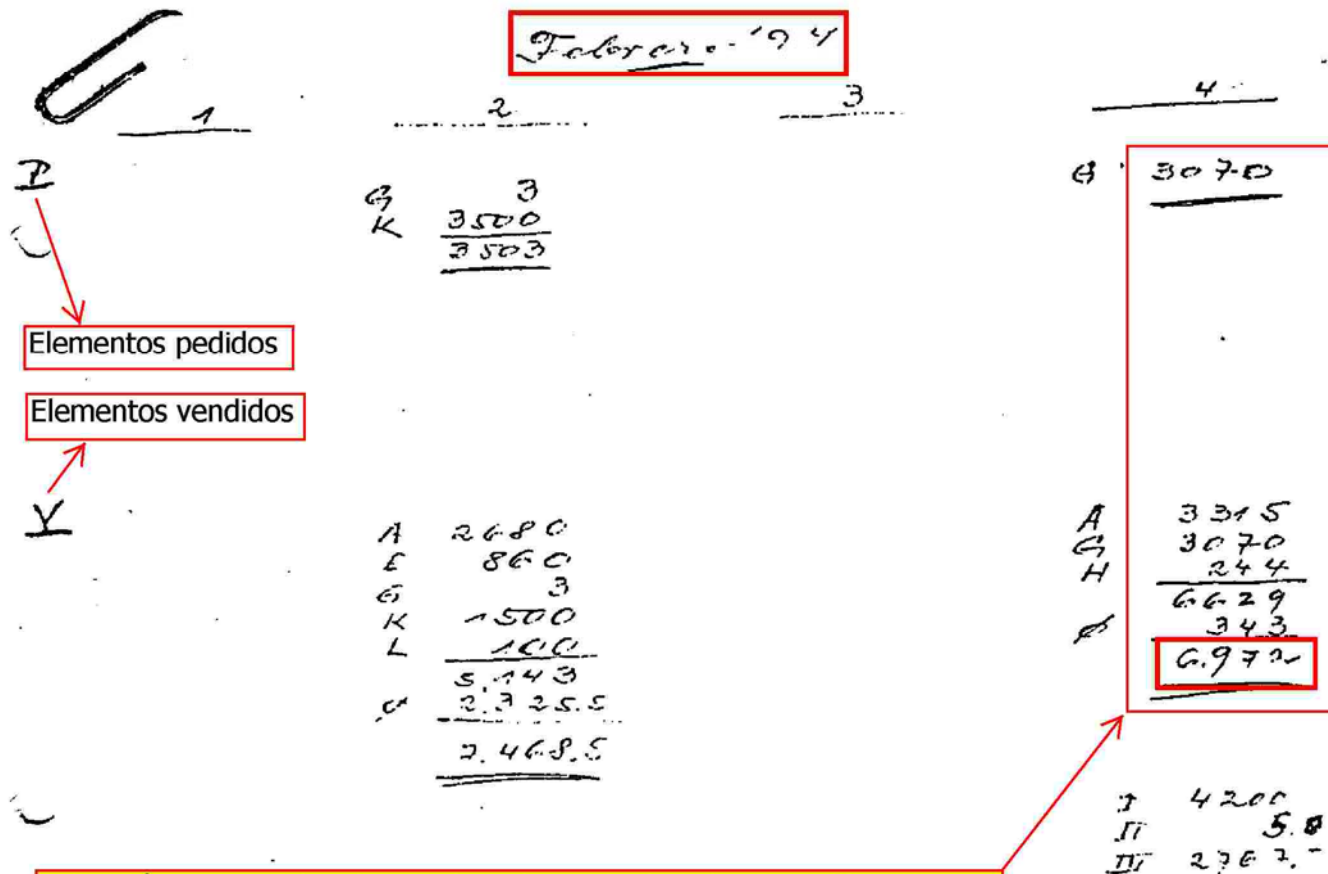 Febrero - '94
1 2 3 4
P
G 3
K 3500
3503
G 3070
Elementos pedidos
Elementos vendidos
V
A 2680
E 860
G 3
K 1500
L 100
5.143
2.325.5
7.468.5
A 3315
G 3070
H 244
6629
Ø 343
6.972
I 4200
II 5.
III